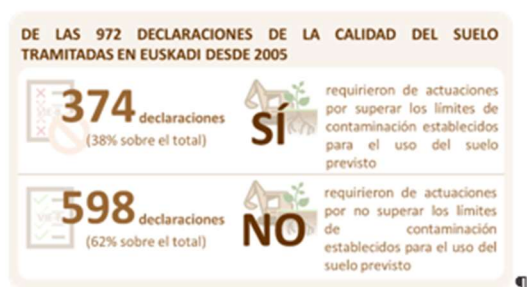 DE LAS 972 DECLARACIONES DE LA CALIDAD DEL SUELO
TRAMITADAS EN EUSKADI DESDE 2005
374 declaraciones
(38% sobre el total)
SÍ
requirieron de actuaciones
por superar los límites de
contaminación establecidos
para el uso del suelo
previsto
598 declaraciones
(62% sobre el total)
NO
requirieron de actuaciones
por no superar los límites
de contaminación
establecidos para el uso del
suelo previsto
¶